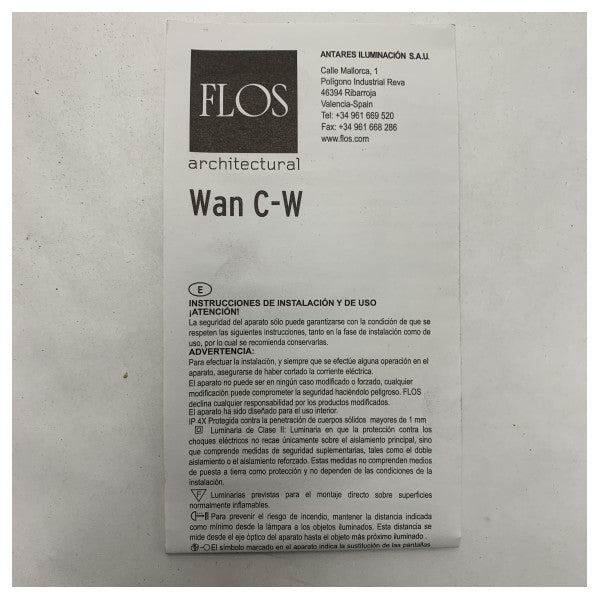 FLOS
architectural
ANTARES ILUMINACIÓN S.A.U.
Calle Mallorca, 1
Polígono Industrial Reva
46394 Ribarroja
Valencia-Spain
Tel: +34 961 669 520
Fax: +34 961 668 286
www.flos.com
Wan C-W
E
INSTRUCCIONES DE INSTALACIÓN Y DE USO
¡ATENCIÓN!
La seguridad del aparato sólo puede garantizarse con la condición de que se
respeten las siguientes instrucciones, tanto en la fase de instalación como de
uso, por lo cual se recomienda conservarlas.
ADVERTENCIA:
Para efectuar la instalación, y siempre que se efectúe alguna operación en el
aparato, asegurarse de haber cortado la corriente eléctrica.
El aparato no puede ser en ningún caso modificado o forzado, cualquier
modificación puede comprometer la seguridad haciéndolo peligroso. FLOS
declina cualquier responsabilidad por los productos modificados.
El aparato ha sido diseñado para el uso interior.
IP 4X Protegida contra la penetración de cuerpos sólidos mayores de 1 mm
Luminaria de Clase II: Luminaria en que la protección contra los
choques eléctricos no recae únicamente sobre el aislamiento principal, sino
que comprende medidas de seguridad suplementarias, tales como el doble
aislamiento o el aislamiento reforzado. Estas medidas no comprenden medios
de puesta a tierra como protección y no dependen de las condiciones de la
instalación.
F Luminarias previstas para el montaje directo sobre superficies
normalmente inflamables.
Para prevenir el riesgo de incendio, mantener la distancia indicada
como mínimo desde la lámpara a los objetos iluminados. Esta distancia se
mide desde el eje óptico del aparato hasta el objeto más próximo iluminado .
El símbolo marcado en el aparato indica la sustitución de las pantallas